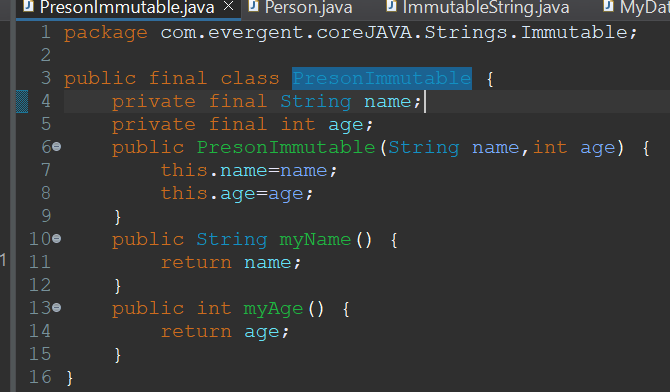 PresonImmutable.java × Person.java ImmutableString.java MyDat
1 package com.evergent.coreJAVA.Strings.Immutable;
2
3 public final class PresonImmutable {
4 private final String name;
5 private final int age;
6 public PresonImmutable(String name,int age) {
7 this.name=name;
8 this.age=age;
9 }
10 public String myName() {
11 return name;
12 }
13 public int myAge() {
14 return age;
15 }
16 }